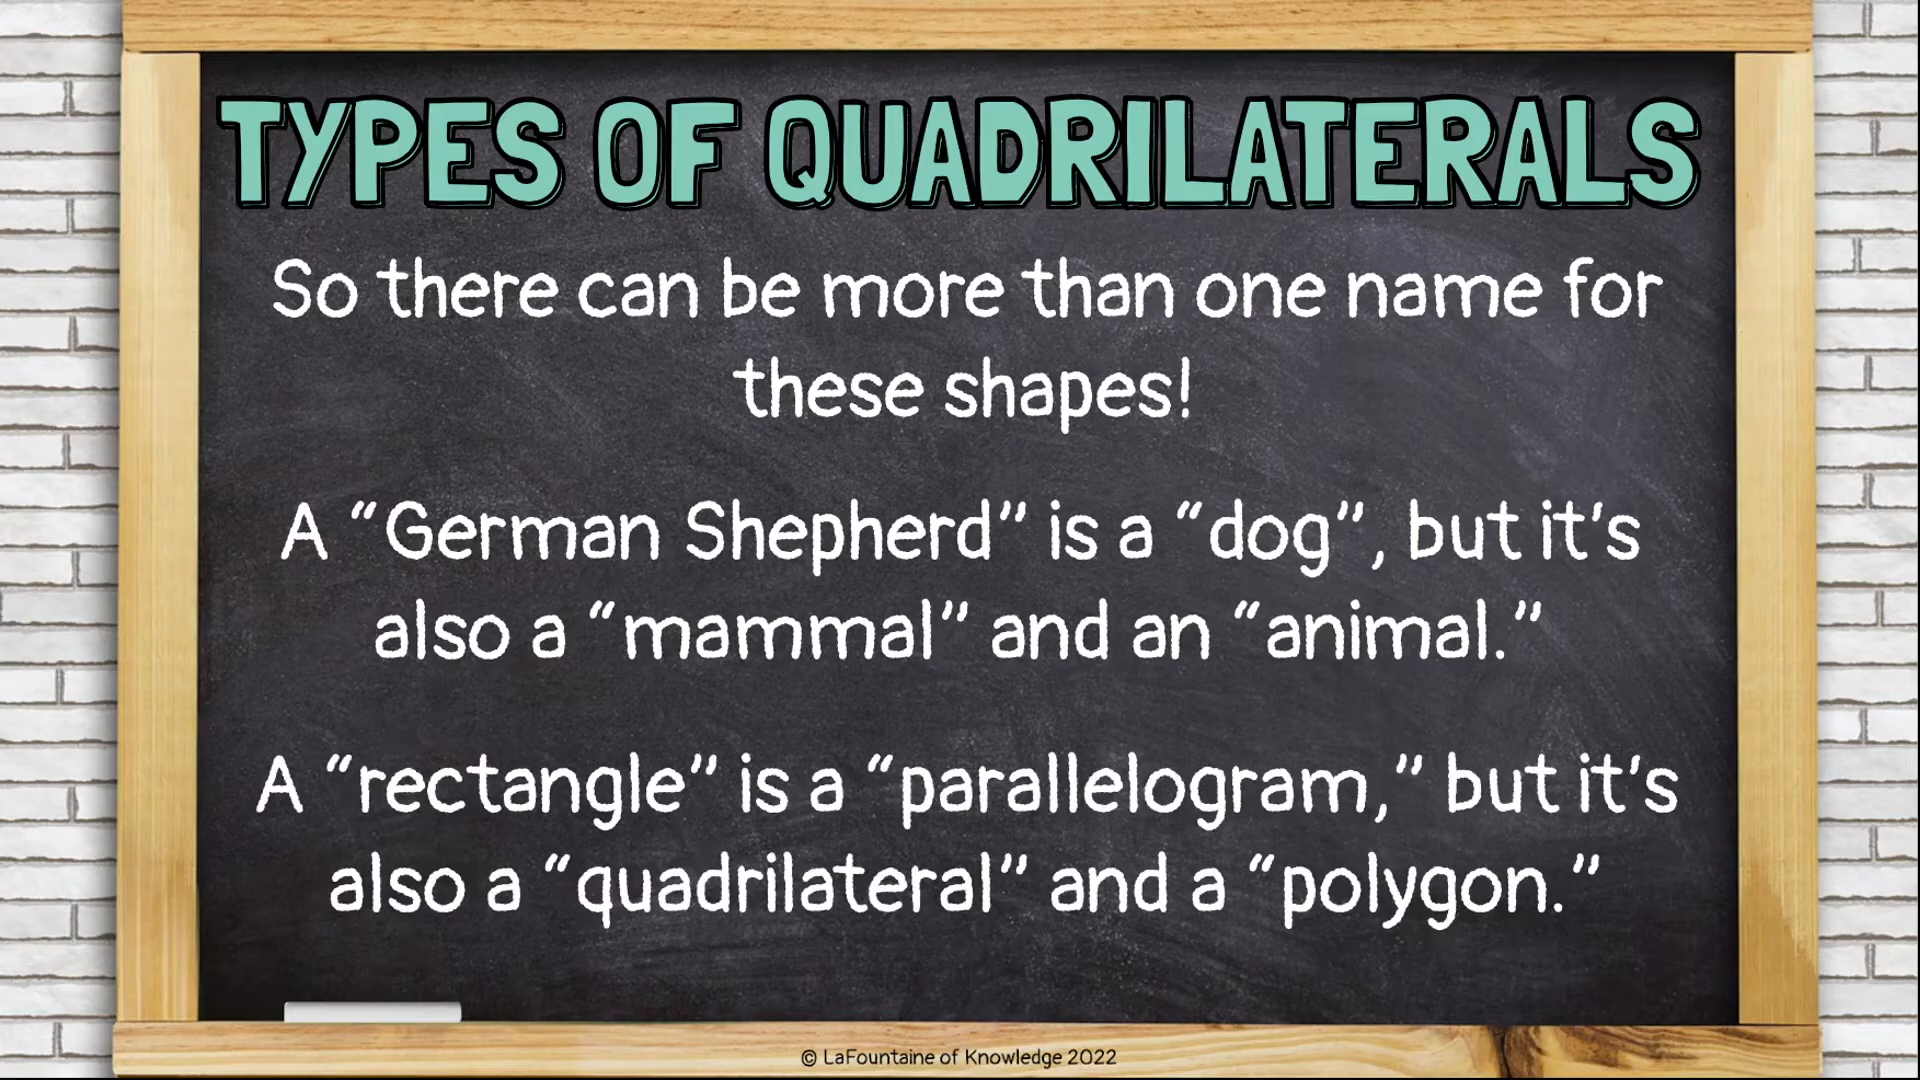 TYPES OF QUADRILATERALS
So there can be more than one name for
these shapes!
A “German Shepherd” is a “dog”, but it's
also a “mammal” and an “animal.”
A “rectangle” is a “parallelogram,” but it's
also a “quadrilateral” and a “polygon.”
© LaFountaine of Knowledge 2022